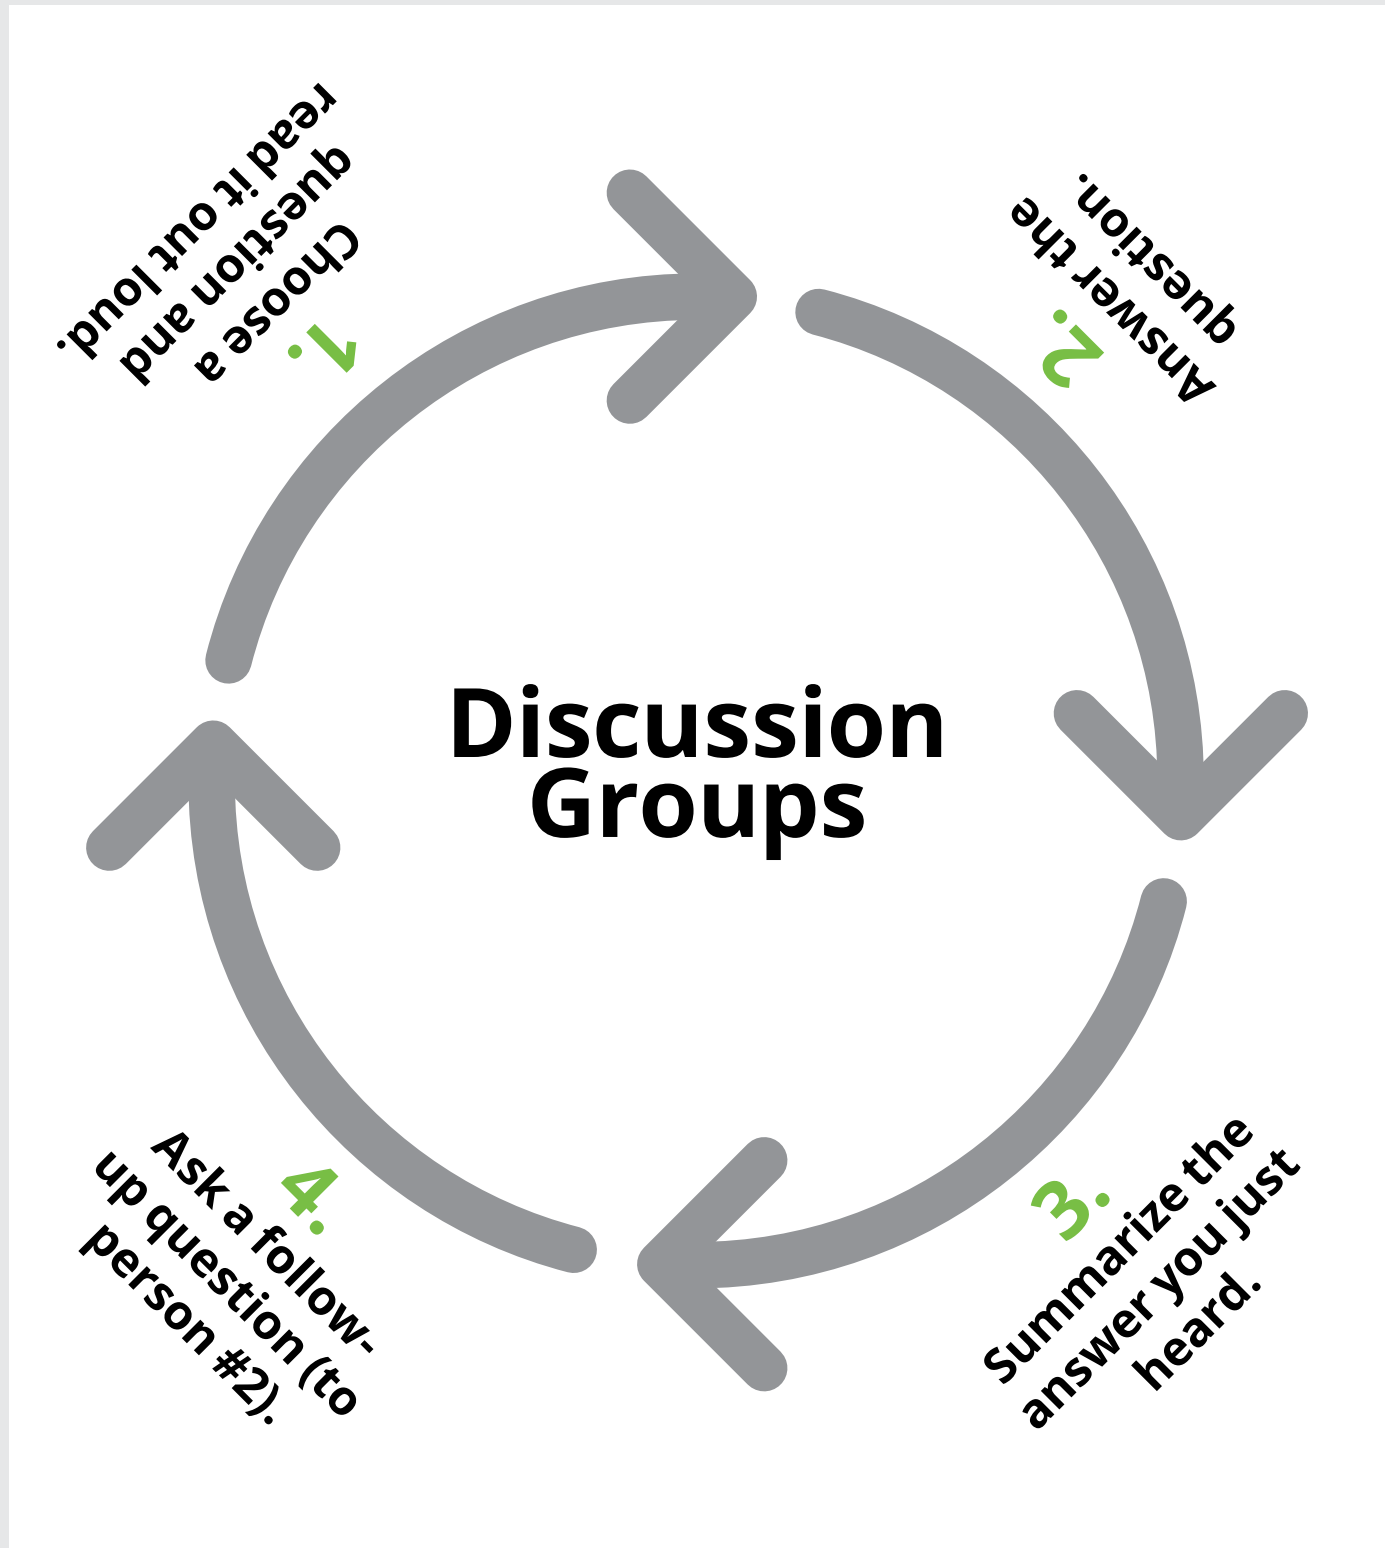 Discussion
Groups
1.
Choose a
question and
read it out loud.
2.
Answer the
question.
3.
Summarize the
answer you just
heard.
4.
Ask a follow-
up question (to
person #2).